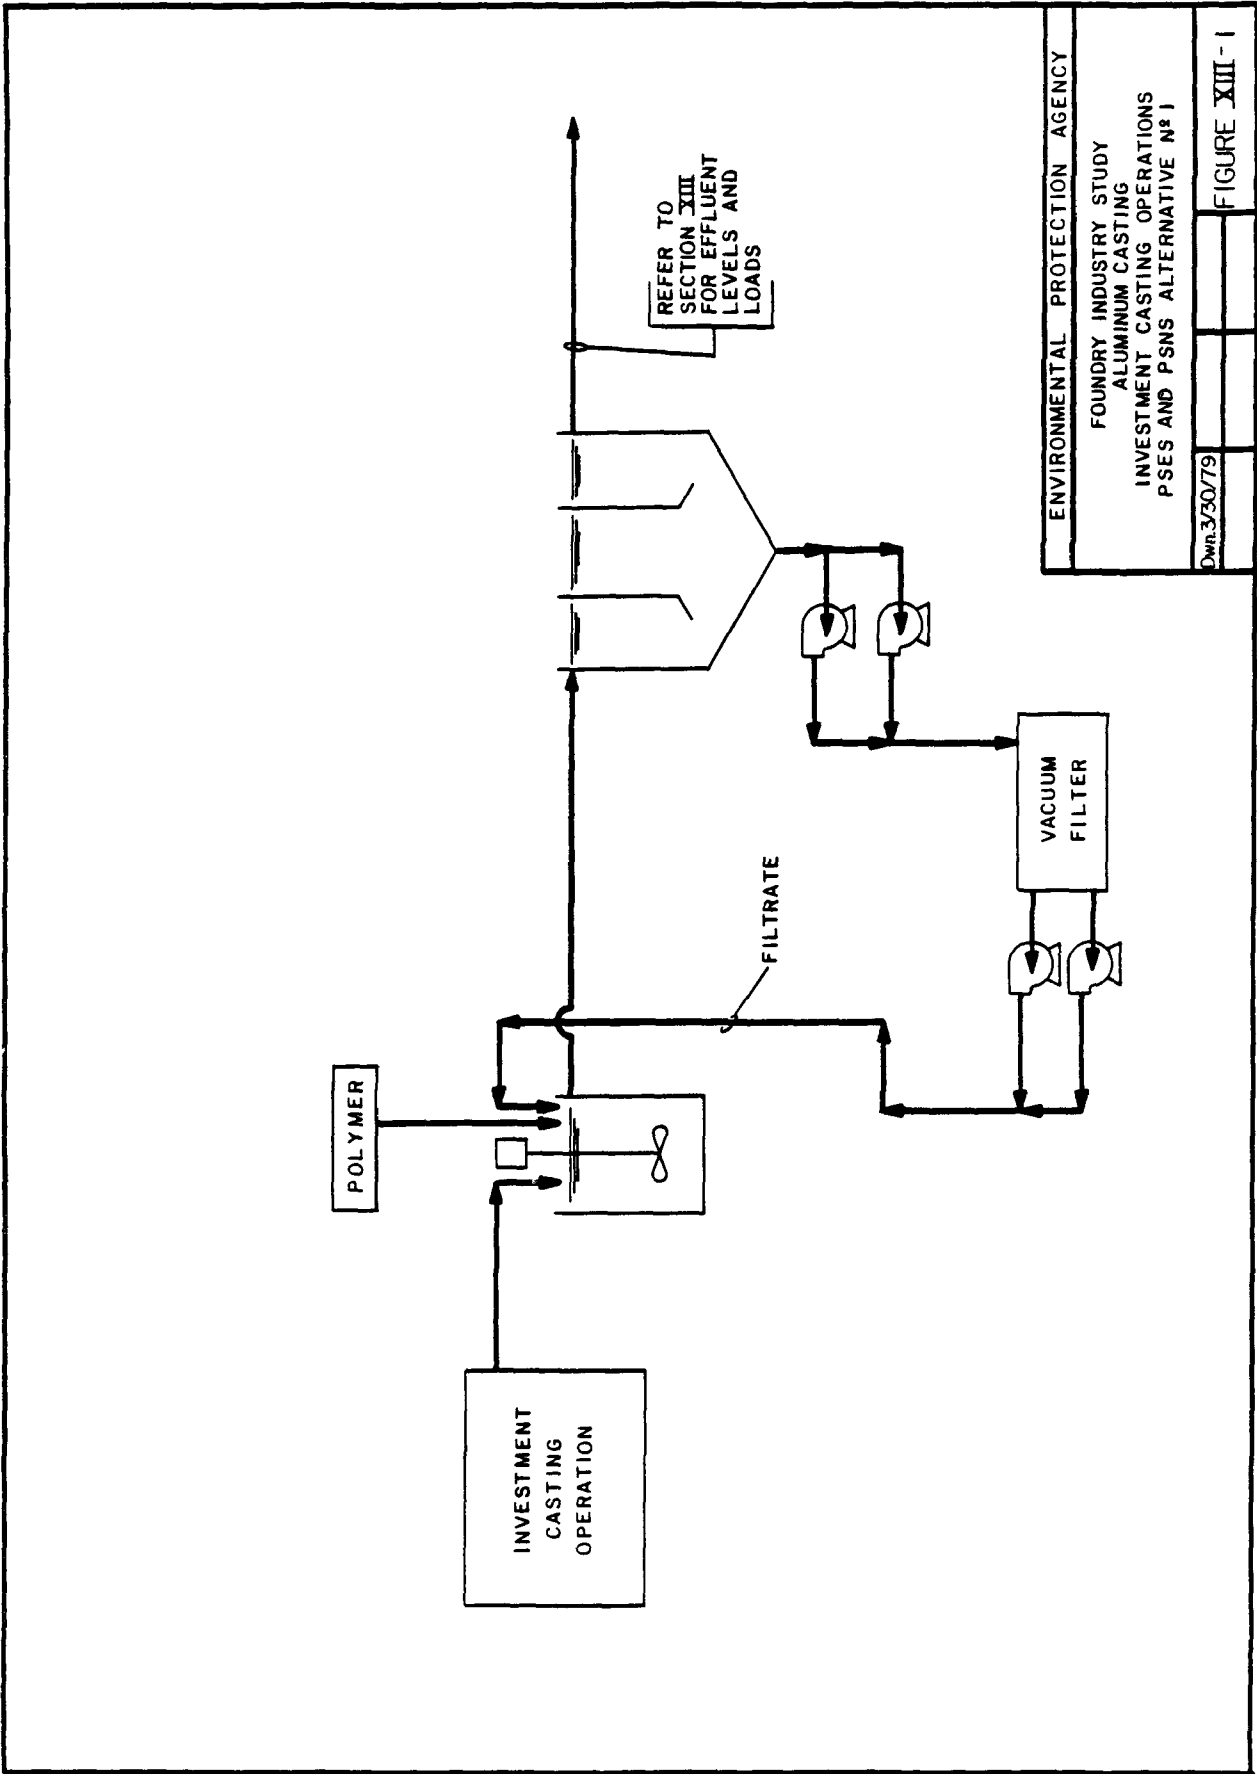 INVESTMENT
CASTING
OPERATION
POLYMER
FILTRATE
VACUUM
FILTER
REFER TO
SECTION XIII
FOR EFFLUENT
LEVELS AND
LOADS
ENVIRONMENTAL PROTECTION AGENCY
FOUNDRY INDUSTRY STUDY
ALUMINUM CASTING
INVESTMENT CASTING OPERATIONS
PSES AND PSNS ALTERNATIVE Nº 1
Dwn.3/30/79
FIGURE XIII-1